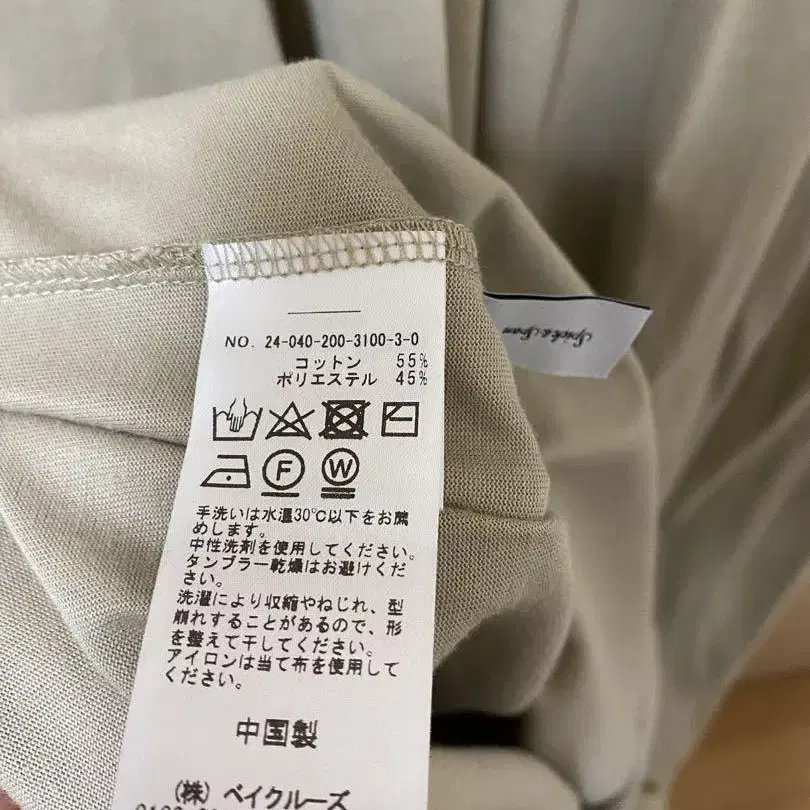 NO. 24-040-200-3100-3-0
コットン 55%
ポリエステル 45%
F W
手洗いは水温30℃以下をお薦
めします。
中性洗剤を使用してください。
タンブラー乾燥はお避けくだ
さい。
洗濯により収縮やねじれ、型
崩れすることがあるので、形
を整えて干してください。
アイロンは当て布を使用して
ください。
中国製
(株) ベイクルーズ
Spick & Span